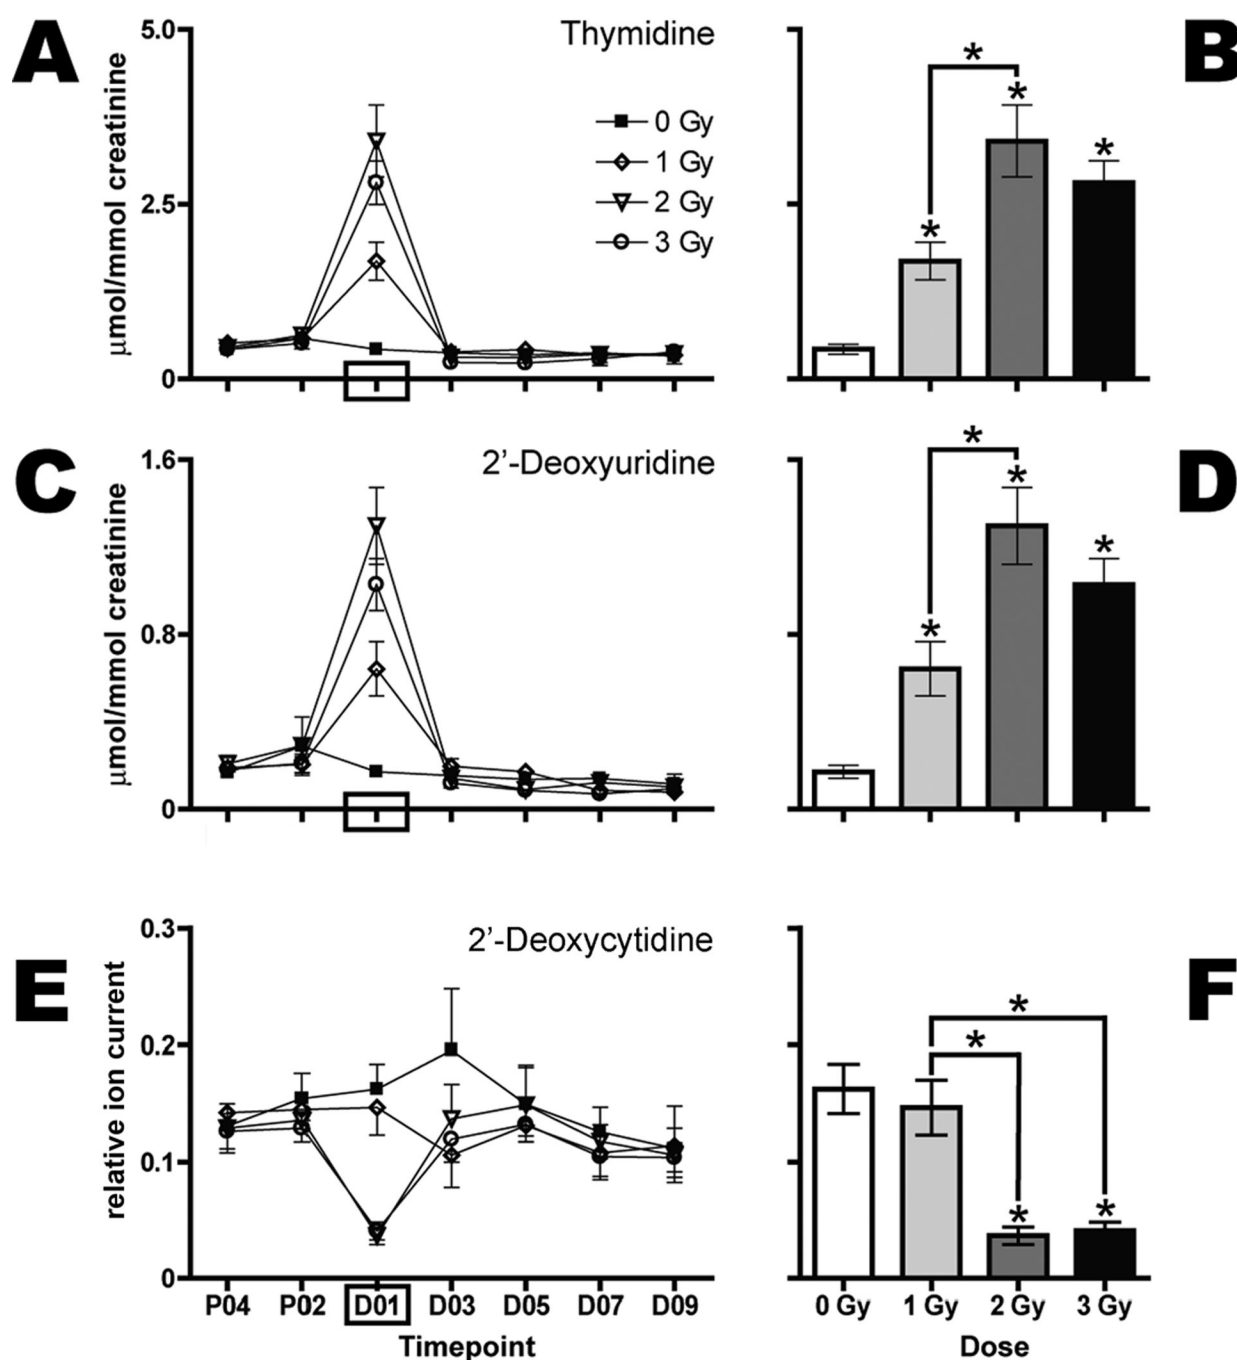 A
B
Thymidine
5.0
2.5
0
μmol/mmol creatinine
0 Gy
1 Gy
2 Gy
3 Gy
*
*
*
*
C
D
2’-Deoxyuridine
1.6
0.8
0
μmol/mmol creatinine
*
*
*
*
E
F
2’-Deoxycytidine
0.3
0.2
0.1
0
relative ion current
*
*
*
*
P04 P02 D01 D03 D05 D07 D09
Timepoint
0 Gy 1 Gy 2 Gy 3 Gy
Dose